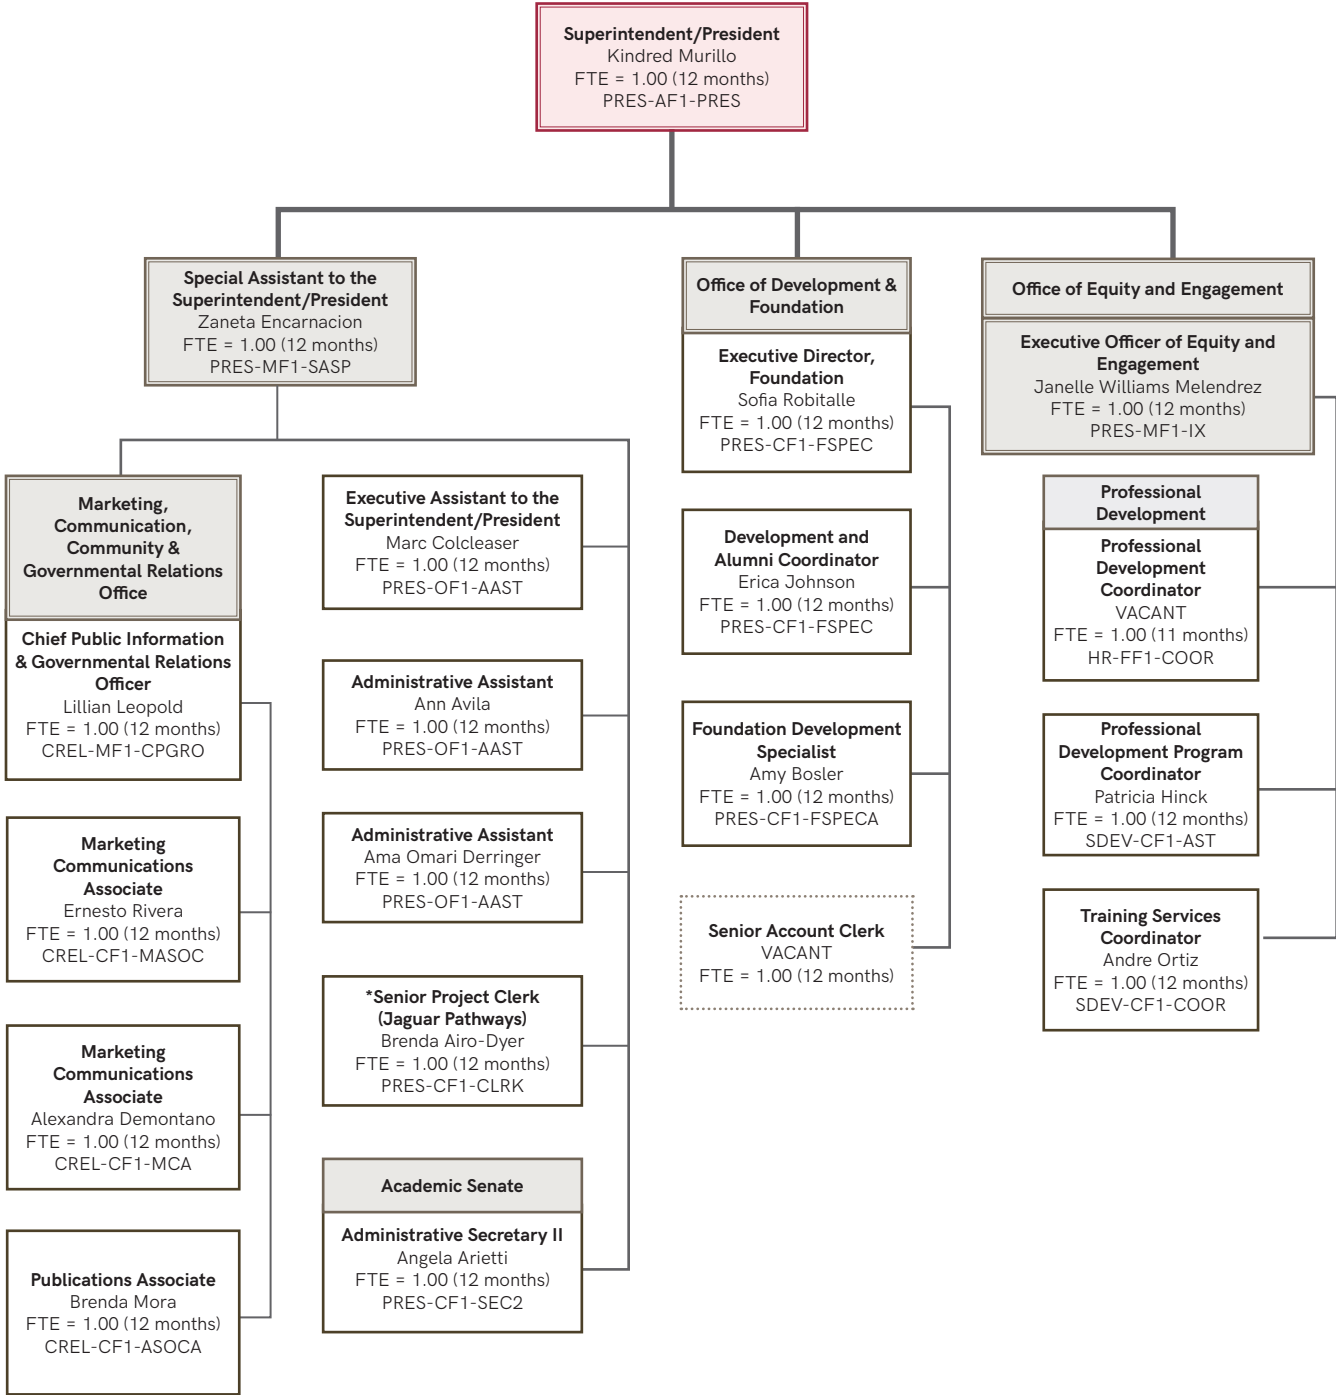 Superintendent/President
Kindred Murillo
FTE = 1.00 (12 months)
PRES-AF1-PRES
Special Assistant to the
Superintendent/President
Zaneta Encarnacion
FTE = 1.00 (12 months)
PRES-MF1-SASP
Marketing,
Communication,
Community &
Governmental Relations
Office
Chief Public Information
& Governmental Relations
Officer
Lillian Leopold
FTE = 1.00 (12 months)
CREL-MF1-CPGRO
Marketing
Communications
Associate
Ernesto Rivera
FTE = 1.00 (12 months)
CREL-CF1-MASOC
Marketing
Communications
Associate
Alexandra Demontano
FTE = 1.00 (12 months)
CREL-CF1-MCA
Publications Associate
Brenda Mora
FTE = 1.00 (12 months)
CREL-CF1-ASOCA
Executive Assistant to the
Superintendent/President
Marc Colcleaser
FTE = 1.00 (12 months)
PRES-OF1-AAST
Administrative Assistant
Ann Avila
FTE = 1.00 (12 months)
PRES-OF1-AAST
Administrative Assistant
Ama Omari Derringer
FTE = 1.00 (12 months)
PRES-OF1-AAST
*Senior Project Clerk
(Jaguar Pathways)
Brenda Airo-Dyer
FTE = 1.00 (12 months)
PRES-CF1-CLRK
Academic Senate
Administrative Secretary II
Angela Arietti
FTE = 1.00 (12 months)
PRES-CF1-SEC2
Office of Development &
Foundation
Executive Director,
Foundation
Sofia Robitalle
FTE = 1.00 (12 months)
PRES-CF1-FSPEC
Development and
Alumni Coordinator
Erica Johnson
FTE = 1.00 (12 months)
PRES-CF1-FSPEC
Foundation Development
Specialist
Amy Bosler
FTE = 1.00 (12 months)
PRES-CF1-FSPECA
Senior Account Clerk
VACANT
FTE = 1.00 (12 months)
Office of Equity and Engagement
Executive Officer of Equity and
Engagement
Janelle Williams Melendrez
FTE = 1.00 (12 months)
PRES-MF1-IX
Professional
Development
Professional
Development
Coordinator
VACANT
FTE = 1.00 (11 months)
HR-FF1-COOR
Professional
Development Program
Coordinator
Patricia Hinck
FTE = 1.00 (12 months)
SDEV-CF1-AST
Training Services
Coordinator
Andre Ortiz
FTE = 1.00 (12 months)
SDEV-CF1-COOR